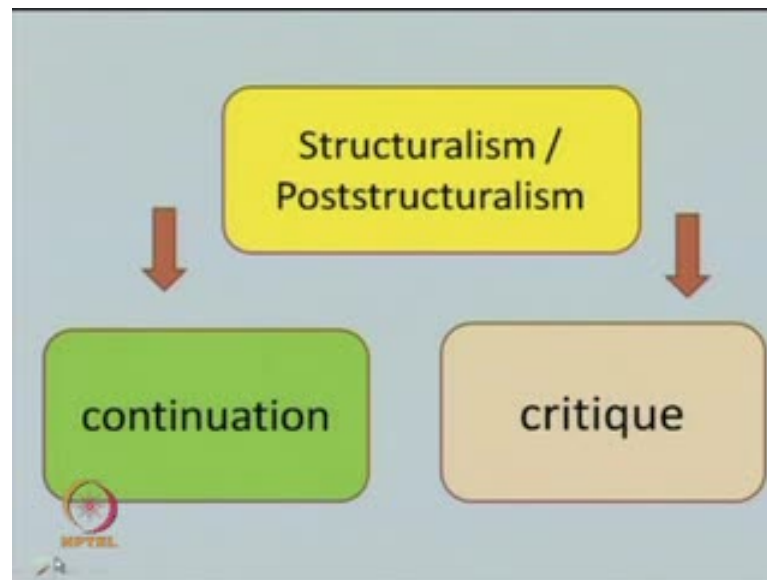 Structuralism /
Poststructuralism
continuation
critique
NPTEL